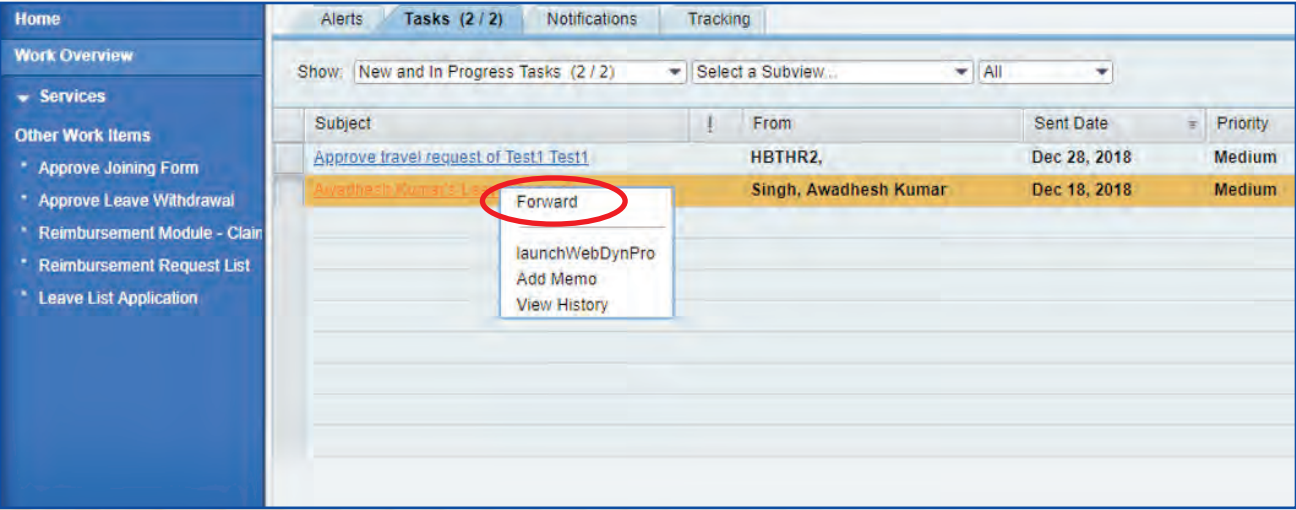 Home
Work Overview
Services
Other Work Items
Approve Joining Form
Approve Leave Withdrawal
Reimbursement Module - Clain
Reimbursement Request List
Leave List Application
Alerts Tasks (2 / 2) Notifications Tracking
Show: New and In Progress Tasks (2 / 2) Select a Subview... All
Subject ! From Sent Date Priority
Approve travel request of Test1 Test1 HBTHR2, Dec 28, 2018 Medium
Awadhesh Kumar's Singh, Awadhesh Kumar Dec 18, 2018 Medium
Forward
launchWebDynPro
Add Memo
View History